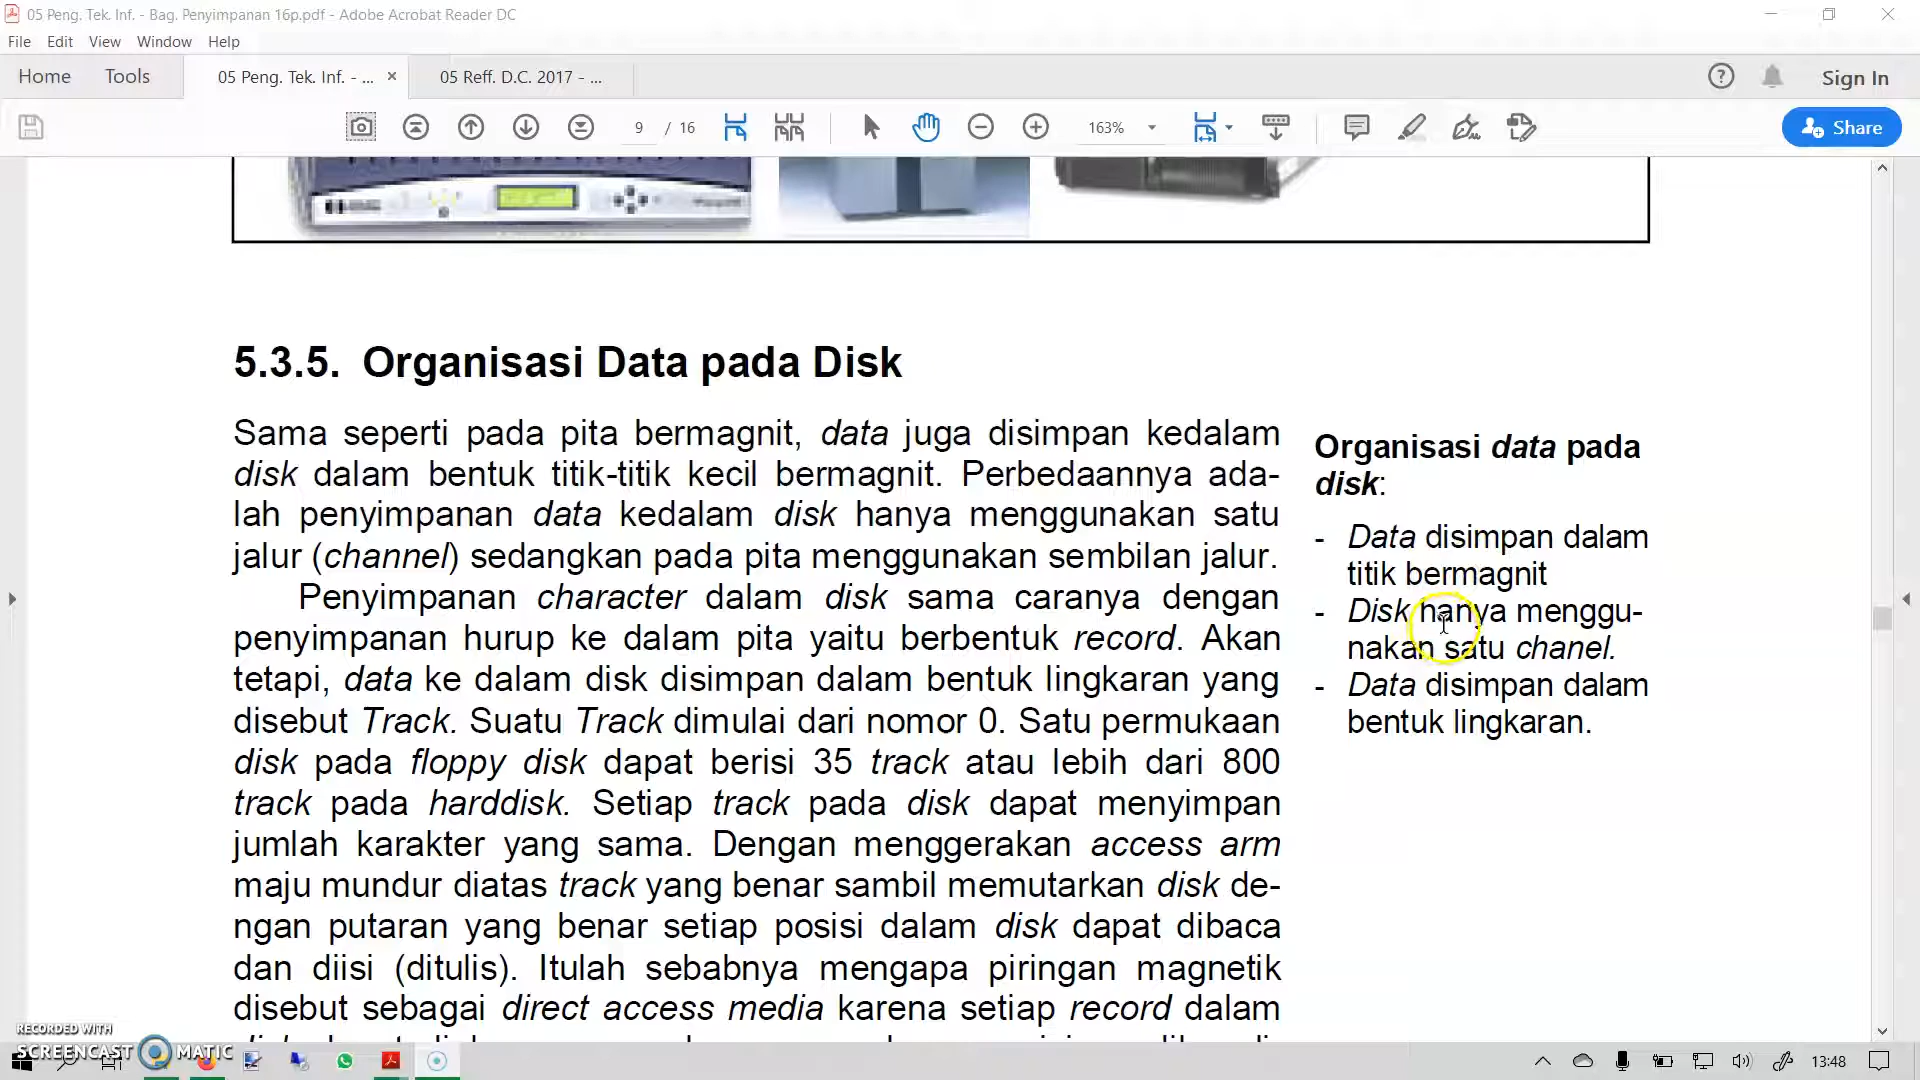 05 Peng. Tek. Inf. - Bag. Penyimpanan 16p.pdf - Adobe Acrobat Reader DC
File Edit View Window Help
Home Tools 05 Peng. Tek. Inf. - ... × 05 Reff. D.C. 2017 - ... Sign In
9 / 16 163% Share
5.3.5. Organisasi Data pada Disk
Sama seperti pada pita bermagnit, data juga disimpan kedalam
disk dalam bentuk titik-titik kecil bermagnit. Perbedaannya ada-
lah penyimpanan data kedalam disk hanya menggunakan satu
jalur (channel) sedangkan pada pita menggunakan sembilan jalur.
Penyimpanan character dalam disk sama caranya dengan
penyimpanan hurup ke dalam pita yaitu berbentuk record. Akan
tetapi, data ke dalam disk disimpan dalam bentuk lingkaran yang
disebut Track. Suatu Track dimulai dari nomor 0. Satu permukaan
disk pada floppy disk dapat berisi 35 track atau lebih dari 800
track pada harddisk. Setiap track pada disk dapat menyimpan
jumlah karakter yang sama. Dengan menggerakan access arm
maju mundur diatas track yang benar sambil memutarkan disk de-
ngan putaran yang benar setiap posisi dalam disk dapat dibaca
dan diisi (ditulis). Itulah sebabnya mengapa piringan magnetik
disebut sebagai direct access media karena setiap record dalam
Organisasi data pada
disk:
- Data disimpan dalam
titik bermagnit
- Disk hanya menggu-
nakan satu chanel.
- Data disimpan dalam
bentuk lingkaran.
RECORDED WITH
SCREENCAST MATIC
13:48